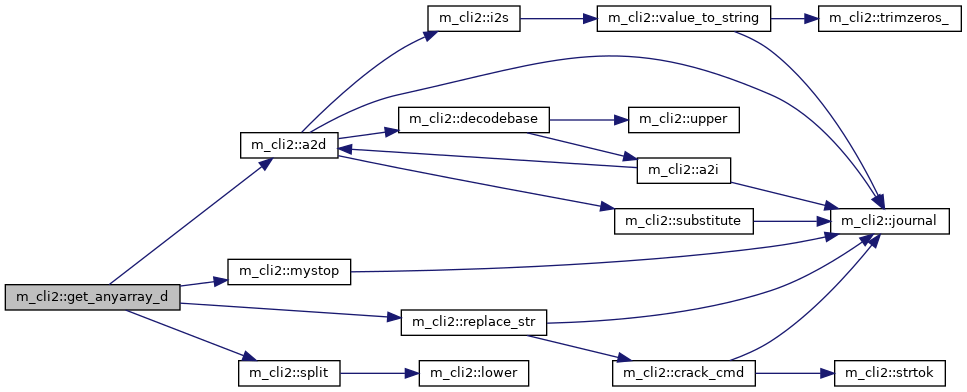 m_cli2::i2s
m_cli2::value_to_string
m_cli2::trimzeros_
m_cli2::decodebase
m_cli2::upper
m_cli2::a2d
m_cli2::a2i
m_cli2::substitute
m_cli2::journal
m_cli2::mystop
m_cli2::get_anyarray_d
m_cli2::replace_str
m_cli2::split
m_cli2::lower
m_cli2::crack_cmd
m_cli2::strtok